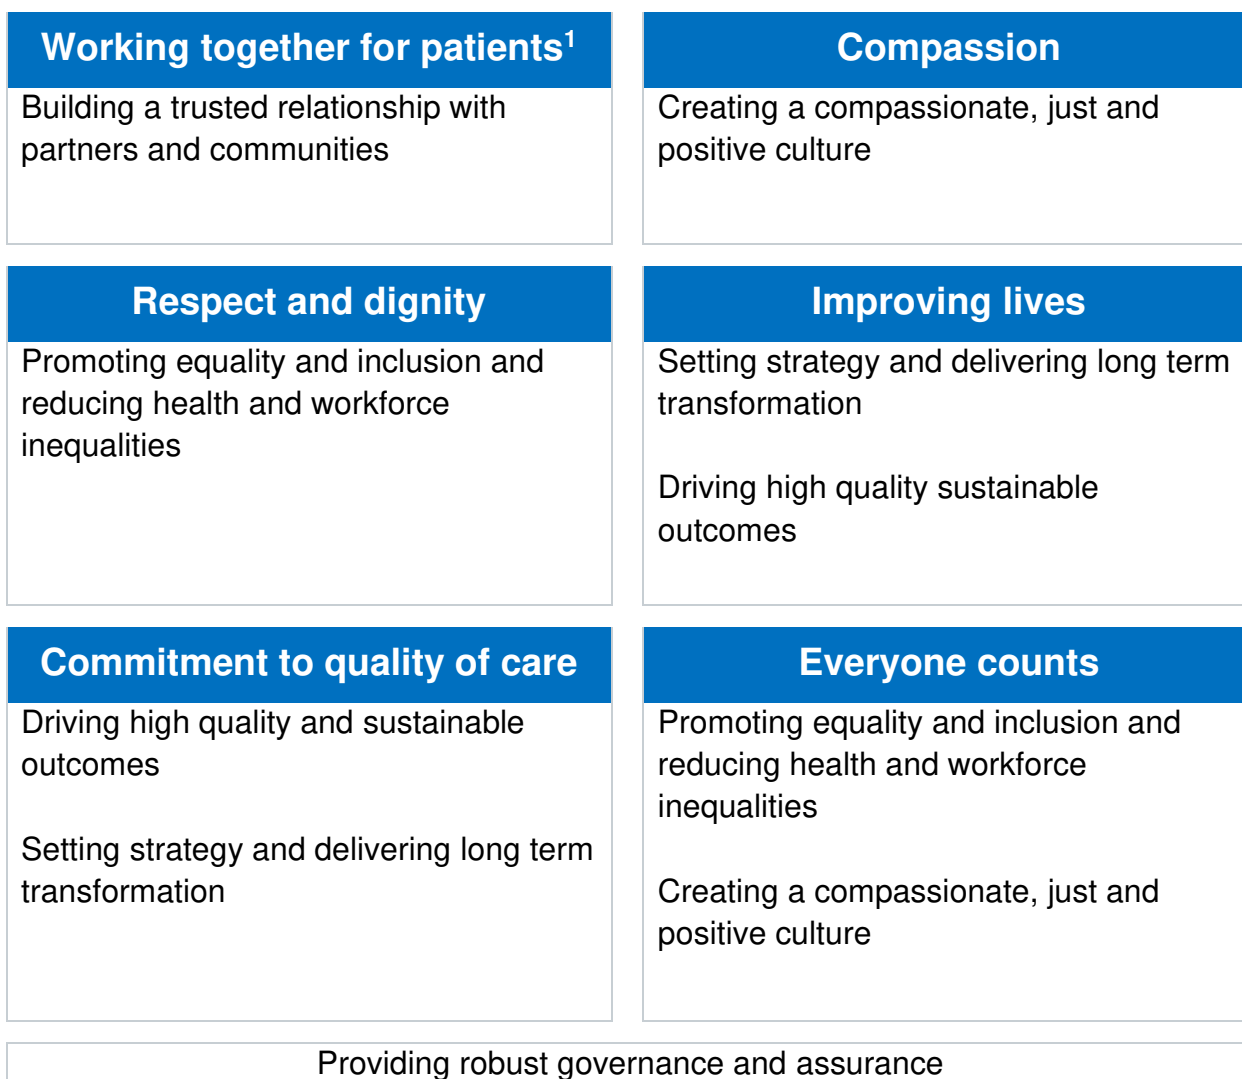 Working together for patients¹
Building a trusted relationship with
partners and communities
Compassion
Creating a compassionate, just and
positive culture
Respect and dignity
Promoting equality and inclusion and
reducing health and workforce
inequalities
Improving lives
Setting strategy and delivering long term
transformation
Driving high quality sustainable
outcomes
Commitment to quality of care
Driving high quality and sustainable
outcomes
Setting strategy and delivering long term
transformation
Everyone counts
Promoting equality and inclusion and
reducing health and workforce
inequalities
Creating a compassionate, just and
positive culture
Providing robust governance and assurance